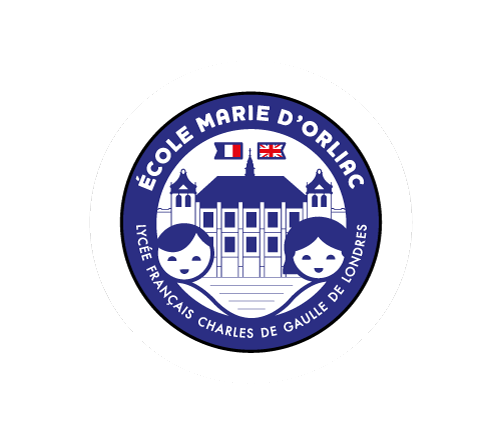 ÉCOLE MARIE D'ORLIAC
LYCÉE FRANÇAIS CHARLES DE GAULLE DE LONDRES